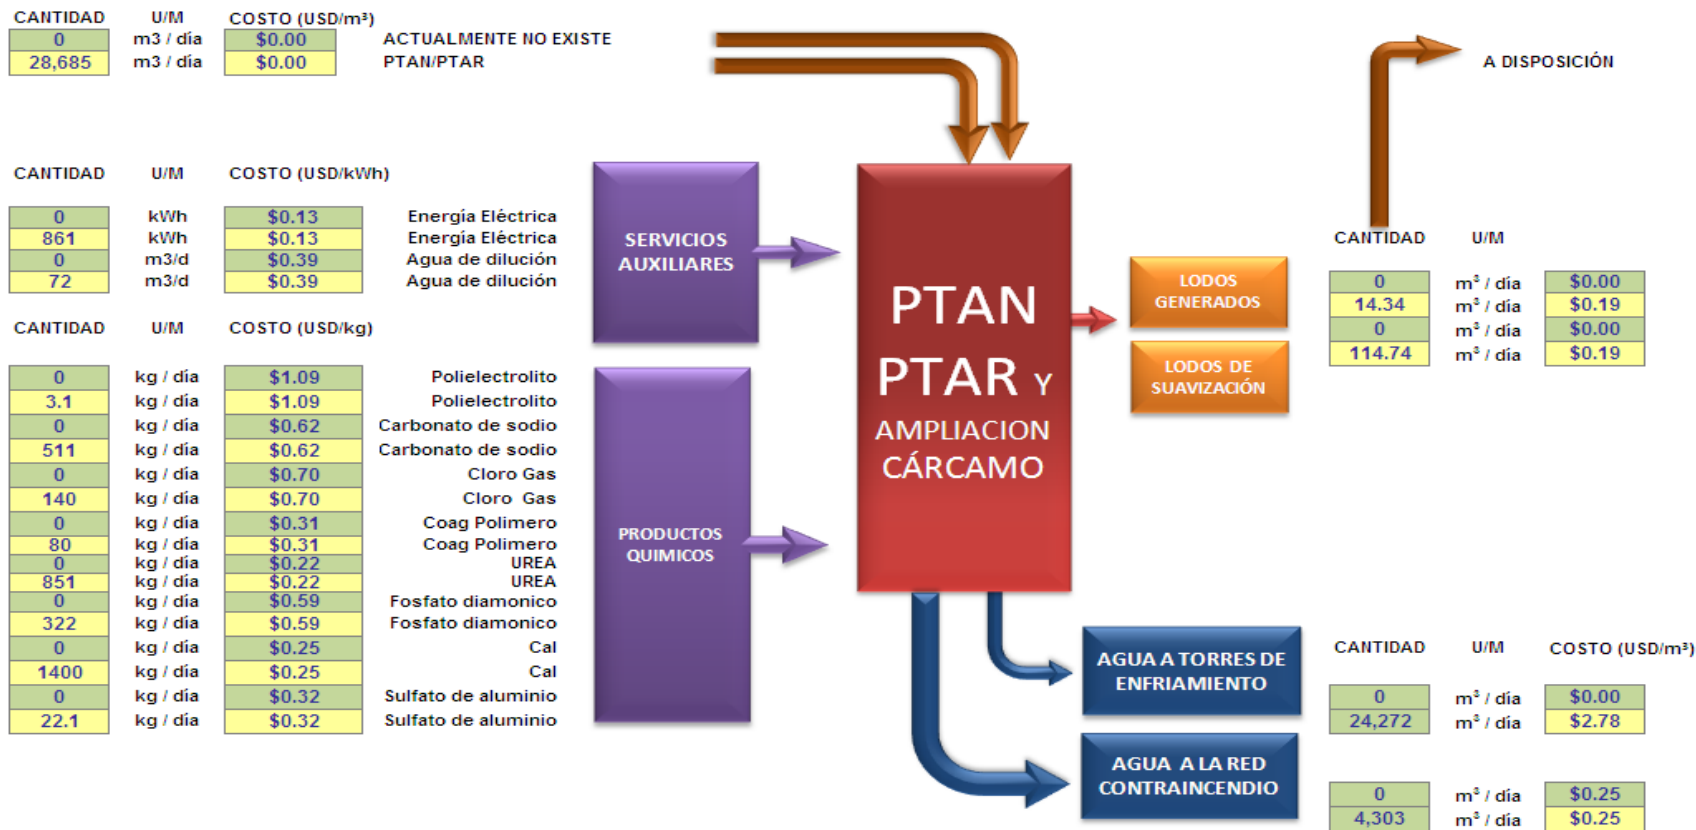 CANTIDAD U/M COSTO (USD/m³)
0 m3 / día $0.00 ACTUALMENTE NO EXISTE
28,685 m3 / día $0.00 PTAN/PTAR
A DISPOSICIÓN
CANTIDAD U/M COSTO (USD/kWh)
0 kWh $0.13 Energía Eléctrica
861 kWh $0.13 Energía Eléctrica
0 m3/d $0.39 Agua de dilución
72 m3/d $0.39 Agua de dilución
SERVICIOS
AUXILIARES
CANTIDAD U/M COSTO (USD/kg)
0 kg / día $1.09 Polielectrolito
3.1 kg / día $1.09 Polielectrolito
0 kg / día $0.62 Carbonato de sodio
511 kg / día $0.62 Carbonato de sodio
0 kg / día $0.70 Cloro Gas
140 kg / día $0.70 Cloro Gas
0 kg / día $0.31 Coag Polimero
80 kg / día $0.31 Coag Polimero
0 kg / día $0.22 UREA
851 kg / día $0.22 UREA
0 kg / día $0.59 Fosfato diamonico
322 kg / día $0.59 Fosfato diamonico
0 kg / día $0.25 Cal
1400 kg / día $0.25 Cal
0 kg / día $0.32 Sulfato de aluminio
22.1 kg / día $0.32 Sulfato de aluminio
PRODUCTOS
QUIMICOS
PTAN
PTAR Y
AMPLIACION
CÁRCAMO
LODOS
GENERADOS
LODOS DE
SUAVIZACIÓN
CANTIDAD U/M
0 m³ / día $0.00
14.34 m³ / día $0.19
0 m³ / día $0.00
114.74 m³ / día $0.19
AGUA A TORRES DE
ENFRIAMIENTO
AGUA A LA RED
CONTRAINCENDIO
CANTIDAD U/M COSTO (USD/m³)
0 m³ / día $0.00
24,272 m³ / día $2.78
0 m³ / día $0.25
4,303 m³ / día $0.25